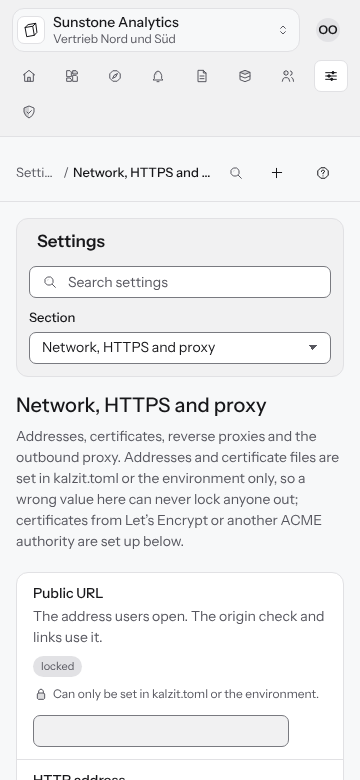 Sunstone Analytics
Vertrieb Nord und Süd
OO
Setti... / Network, HTTPS and ...
Settings
Search settings
Section
Network, HTTPS and proxy
Network, HTTPS and proxy
Addresses, certificates, reverse proxies and the
outbound proxy. Addresses and certificate files are
set in kalzit.toml or the environment only, so a
wrong value here can never lock anyone out;
certificates from Let's Encrypt or another ACME
authority are set up below.
Public URL
The address users open. The origin check and
links use it.
locked
Can only be set in kalzit.toml or the environment.
HTTP address